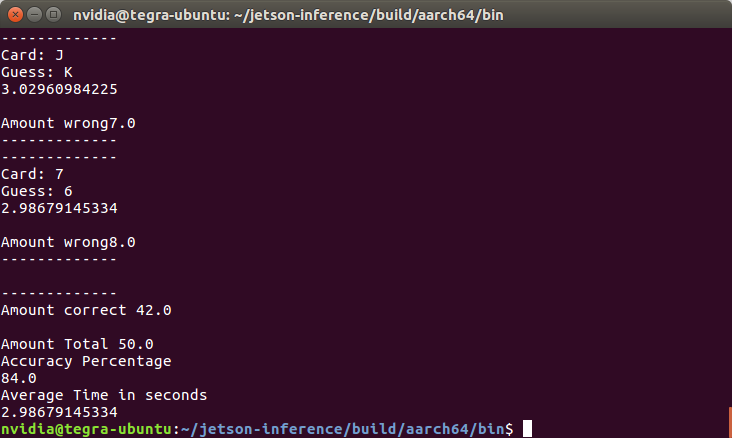 nvidia@tegra-ubuntu: ~/jetson-inference/build/aarch64/bin
-------------
Card: J
Guess: K
3.02960984225
Amount wrong7.0
-------------
-------------
Card: 7
Guess: 6
2.98679145334
Amount wrong8.0
-------------
-------------
Amount correct 42.0
Amount Total 50.0
Accuracy Percentage
84.0
Average Time in seconds
2.98679145334
nvidia@tegra-ubuntu:~/jetson-inference/build/aarch64/bin$